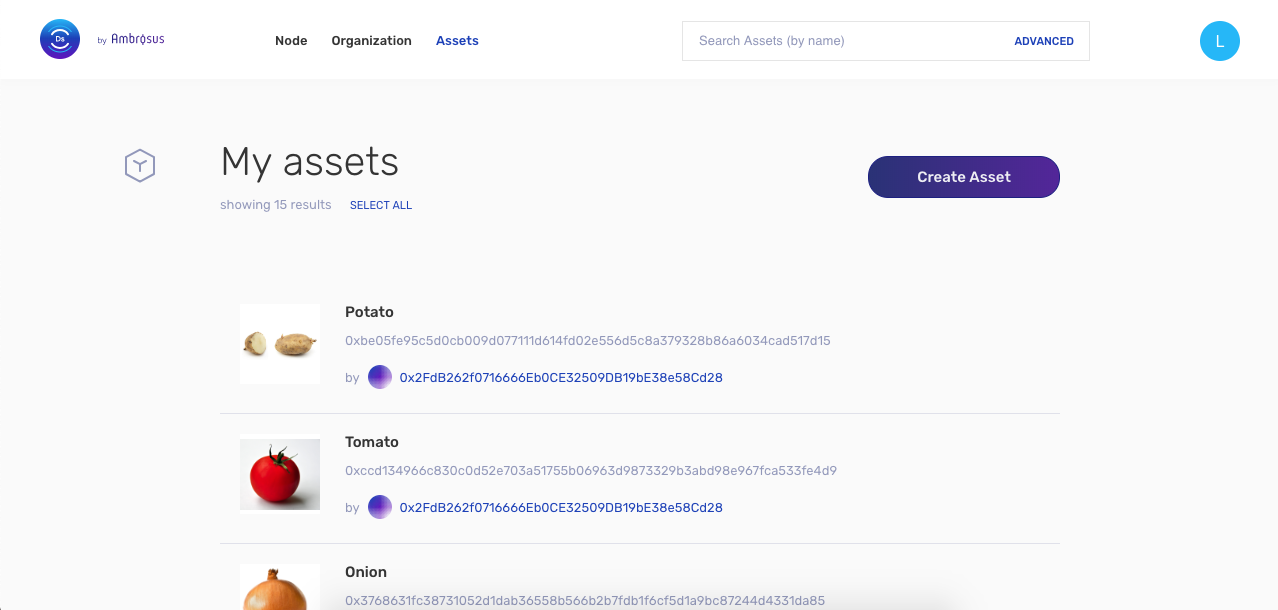 Ds by Ambrosus Node Organization Assets Search Assets (by name) ADVANCED L
My assets
Create Asset
showing 15 results SELECT ALL
Potato
0xbe05fe95c5d0cb009d077111d614fd02e556d5c8a379328b86a6034cad517d15
by 0x2FdB262f0716666Eb0CE32509DB19bE38e58Cd28
Tomato
0xccd134966c830c0d52e703a51755b06963d9873329b3abd98e967fca533fe4d9
by 0x2FdB262f0716666Eb0CE32509DB19bE38e58Cd28
Onion
0x3768631fc38731052d1dab36558b566b2b7fdb1f6cf5d1a9bc87244d4331da85